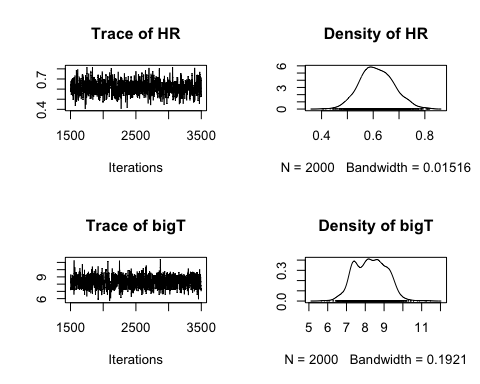 Trace of HR
0.4 0.7
1500 2500 3500
Iterations
Density of HR
0 3 6
0.4 0.6 0.8
N = 2000 Bandwidth = 0.01516
Trace of bigT
6 9
1500 2500 3500
Iterations
Density of bigT
0.0 0.3
5 6 7 8 9 11
N = 2000 Bandwidth = 0.1921